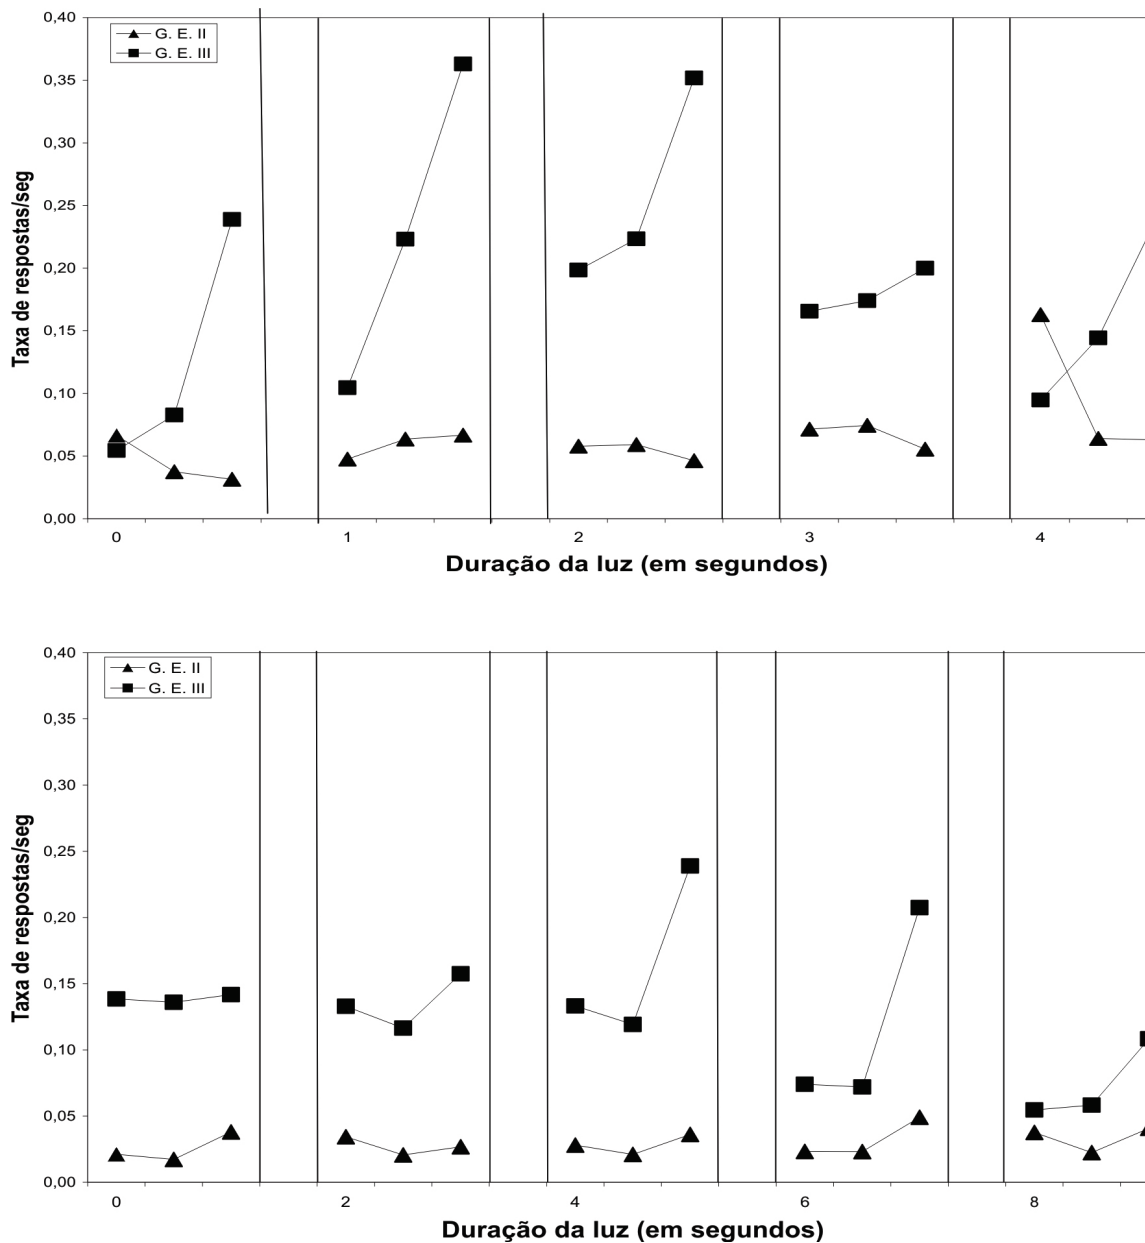 0,40
G. E. II
G. E. III
0,35
0,30
0,25
0,20
0,15
0,10
0,05
0,00
Taxa de respostas/seg
0 1 2 3 4
Duração da luz (em segundos)
0,40
G. E. II
G. E. III
0,35
0,30
0,25
0,20
0,15
0,10
0,05
0,00
Taxa de respostas/seg
0 2 4 6 8
Duração da luz (em segundos)